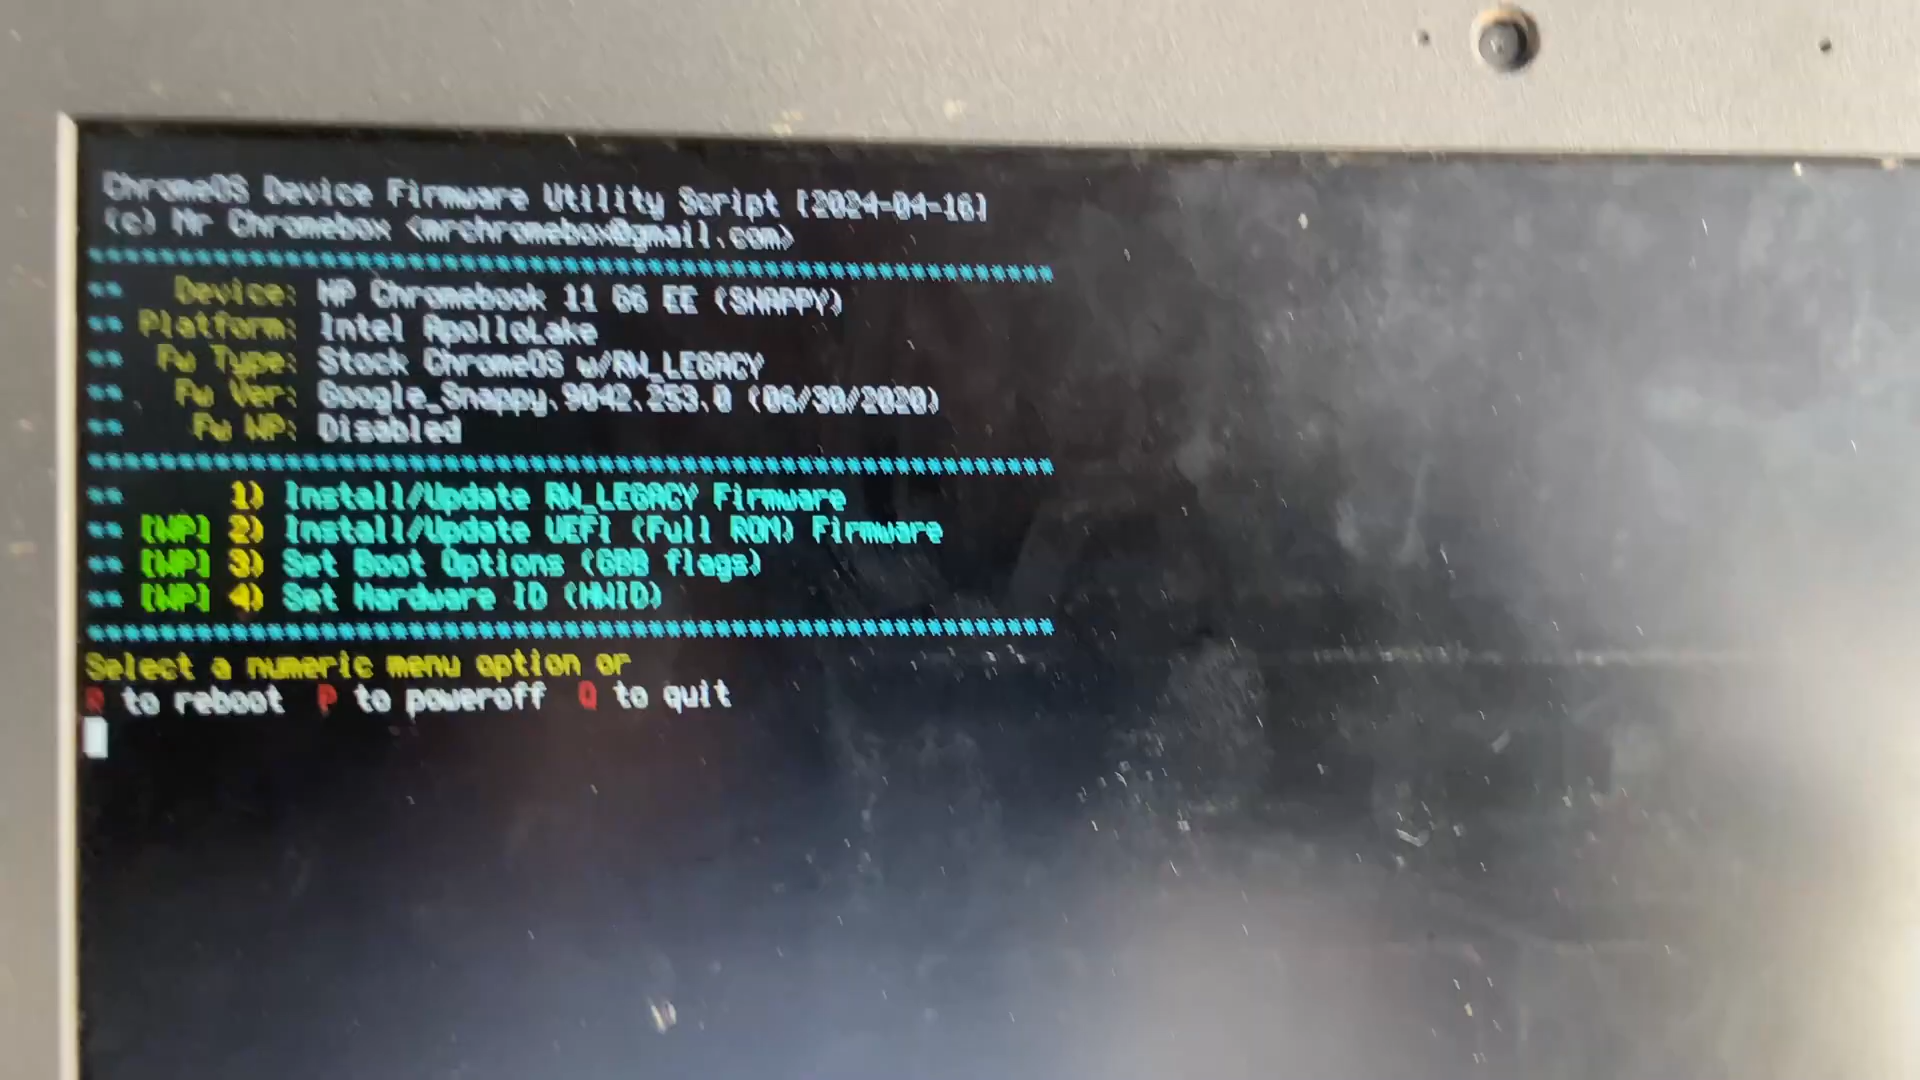 ChromeOS Device Firmware Utility Script [2024-04-16]
(c) Mr Chromebox <mrchromebox@gmail.com>
*********************************************************
** Device: HP Chromebook 11 G6 EE (SNAPPY)
** Platform: Intel ApolloLake
** Fw Type: Stock ChromeOS w/RW_LEGACY
** Fw Ver: Google_Snappy.9042.253.0 (06/30/2020)
** Fw WP: Disabled
*********************************************************
** 1) Install/Update RW_LEGACY Firmware
** [WP] 2) Install/Update UEFI (Full ROM) Firmware
** [WP] 3) Set Boot Options (GBB flags)
** [WP] 4) Set Hardware ID (HWID)
*********************************************************
Select a numeric menu option or
R to reboot P to poweroff Q to quit